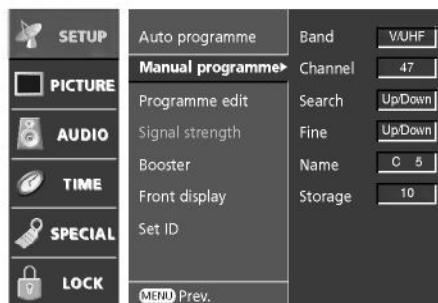 SETUP
PICTURE
AUDIO
TIME
SPECIAL
LOCK
Auto programme
Manual programme
Programme edit
Signal strength
Booster
Front display
Set ID
MENU Prev.
Band V/UHF
Channel 47
Search Up/Down
Fine Up/Down
Name C 5
Storage 10